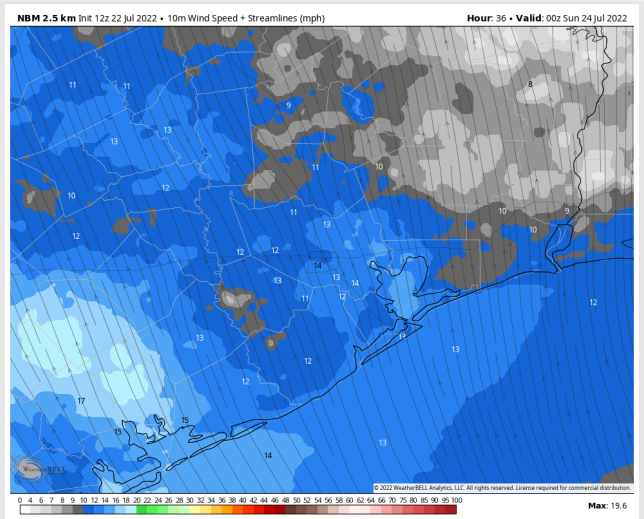 NBM 2.5 km Init 12z 22 Jul 2022 • 10m Wind Speed + Streamlines (mph)
Hour: 36 • Valid: 00z Sun 24 Jul 2022
11 11 8
9
13 13
11 10
10 12
11 10 9
13 10
12 12 12
14
13 13 14
11 12 12
13 13 13
12
12
17
15 15
13
14
WEATHERBELL
© 2022 WeatherBELL Analytics, LLC. All rights reserved. License required for commercial distribution.
0 4 6 7 8 9 10 12 14 16 18 20 22 24 26 28 30 32 34 36 38 40 42 44 46 48 50 52 54 56 58 60 62 64 66 70 75 80 85 90 95 100
Max: 19.6